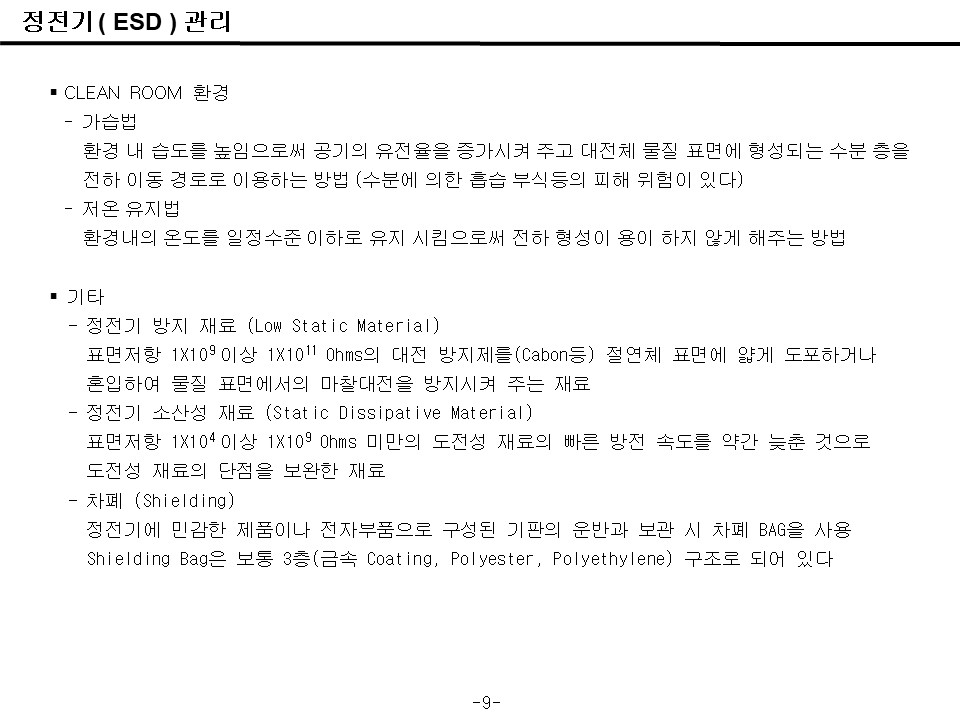 정전기 ( ESD ) 관리
▪ CLEAN ROOM 환경
- 가습법
환경 내 습도를 높임으로써 공기의 유전율을 증가시켜 주고 대전체 물질 표면에 형성되는 수분 층을
전하 이동 경로로 이용하는 방법 (수분에 의한 흡습 부식등의 피해 위험이 있다)
- 저온 유지법
환경내의 온도를 일정수준 이하로 유지 시킴으로써 전하 형성이 용이 하지 않게 해주는 방법
▪ 기타
- 정전기 방지 재료 (Low Static Material)
표면저항 1X10⁹ 이상 1X10¹¹ Ohms의 대전 방지제를(Cabon등) 절연체 표면에 얇게 도포하거나
혼입하여 물질 표면에서의 마찰대전을 방지시켜 주는 재료
- 정전기 소산성 재료 (Static Dissipative Material)
표면저항 1X10⁴ 이상 1X10⁹ Ohms 미만의 도전성 재료의 빠른 방전 속도를 약간 늦춘 것으로
도전성 재료의 단점을 보완한 재료
- 차폐 (Shielding)
정전기에 민감한 제품이나 전자부품으로 구성된 기판의 운반과 보관 시 차폐 BAG을 사용
Shielding Bag은 보통 3층(금속 Coating, Polyester, Polyethylene) 구조로 되어 있다
-9-